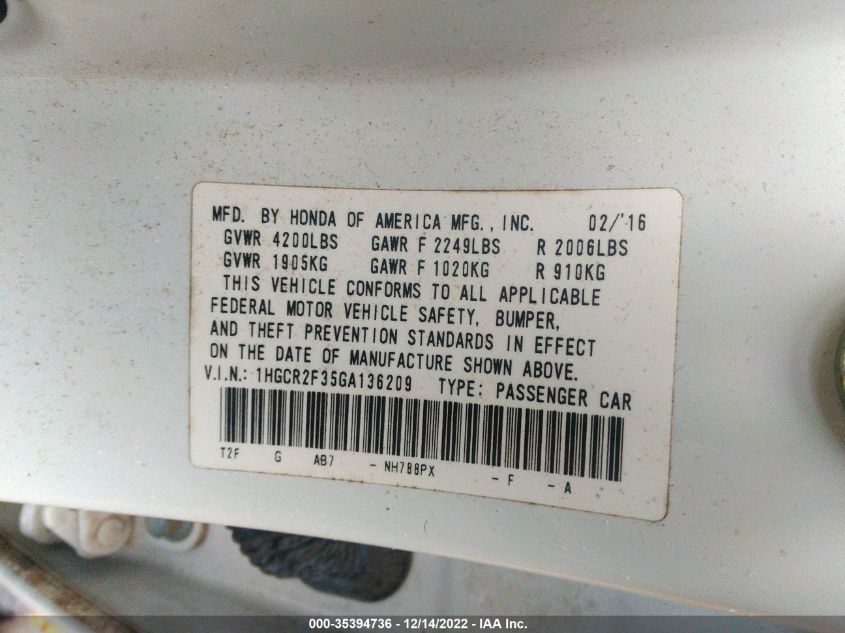 MFD. BY HONDA OF AMERICA MFG., INC. 02/'16
GVWR 4200LBS GAWR F 2249LBS R 2006LBS
GVWR 1905KG GAWR F 1020KG R 910KG
THIS VEHICLE CONFORMS TO ALL APPLICABLE
FEDERAL MOTOR VEHICLE SAFETY, BUMPER,
AND THEFT PREVENTION STANDARDS IN EFFECT
ON THE DATE OF MANUFACTURE SHOWN ABOVE.
V.I.N.: 1HGCR2F35GA136209 TYPE: PASSENGER CAR
T2F G AB7 - NH788PX - F - A
000-35394736 - 12/14/2022 - IAA Inc.